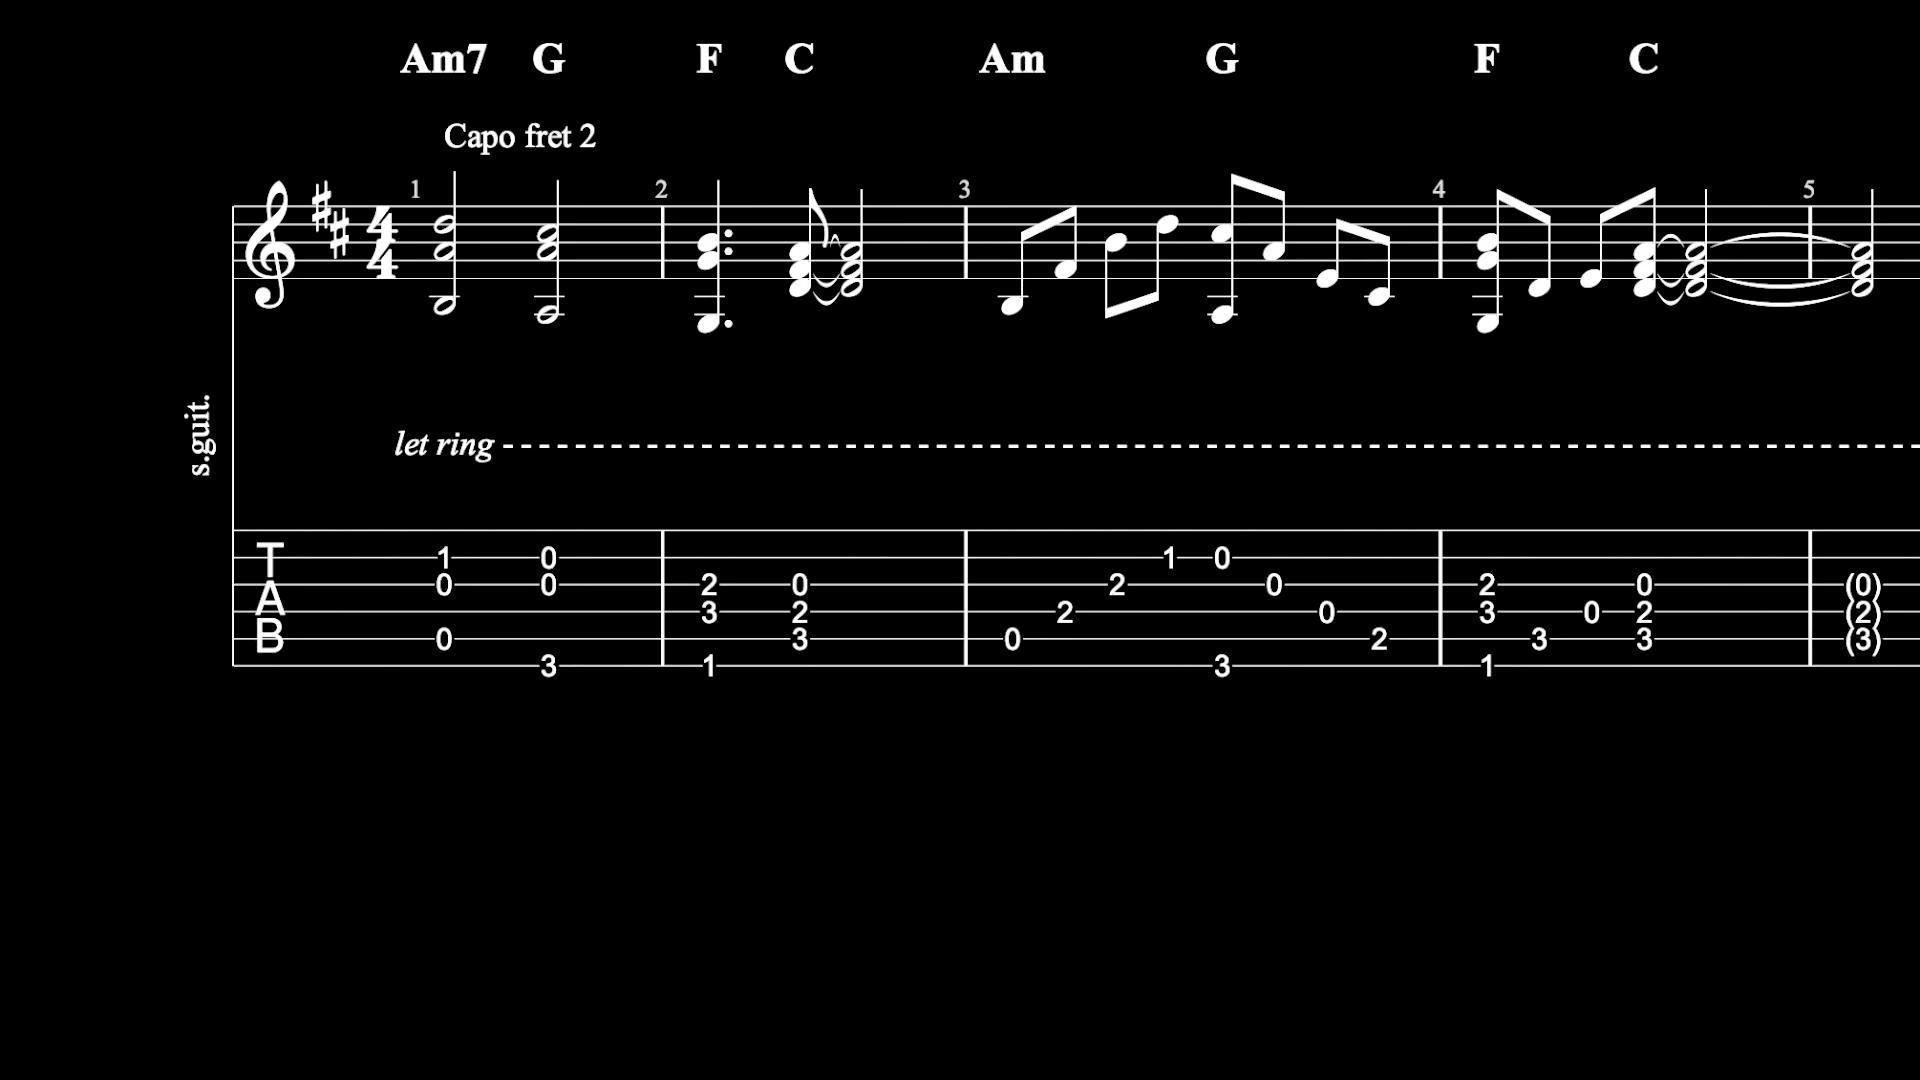 Am7 G F C Am G F C
Capo fret 2
1 2 3 4 5
4
4
s.guit.
let ring
T 1 0 1 0
A 0 0 2 0 2 0 2 0 (0)
B 3 2 2 0 3 0 2 (2)
0 3 0 2 3 3 (3)
3 1 3 1